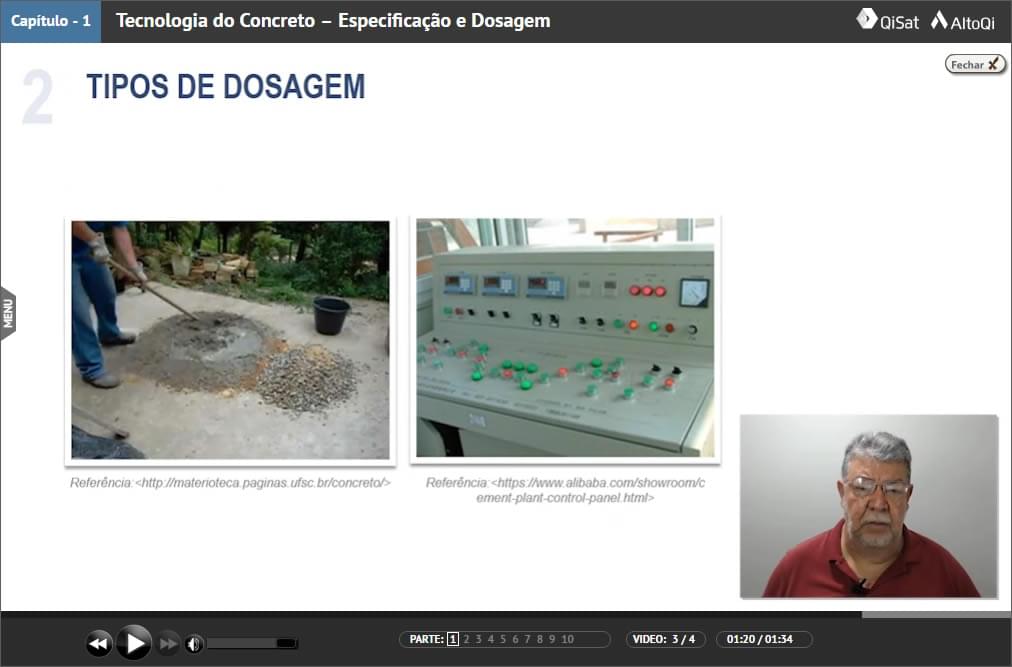 Capítulo - 1
Tecnologia do Concreto – Especificação e Dosagem
QiSat
AltoQi
Fechar
2
TIPOS DE DOSAGEM
MENU
Referência:<http://materioteca.paginas.ufsc.br/concreto/>
Referência:<https://www.alibaba.com/showroom/c
ement-plant-control-panel.html>
PARTE: 1 2 3 4 5 6 7 8 9 10
VIDEO: 3 / 4
01:20 / 01:34